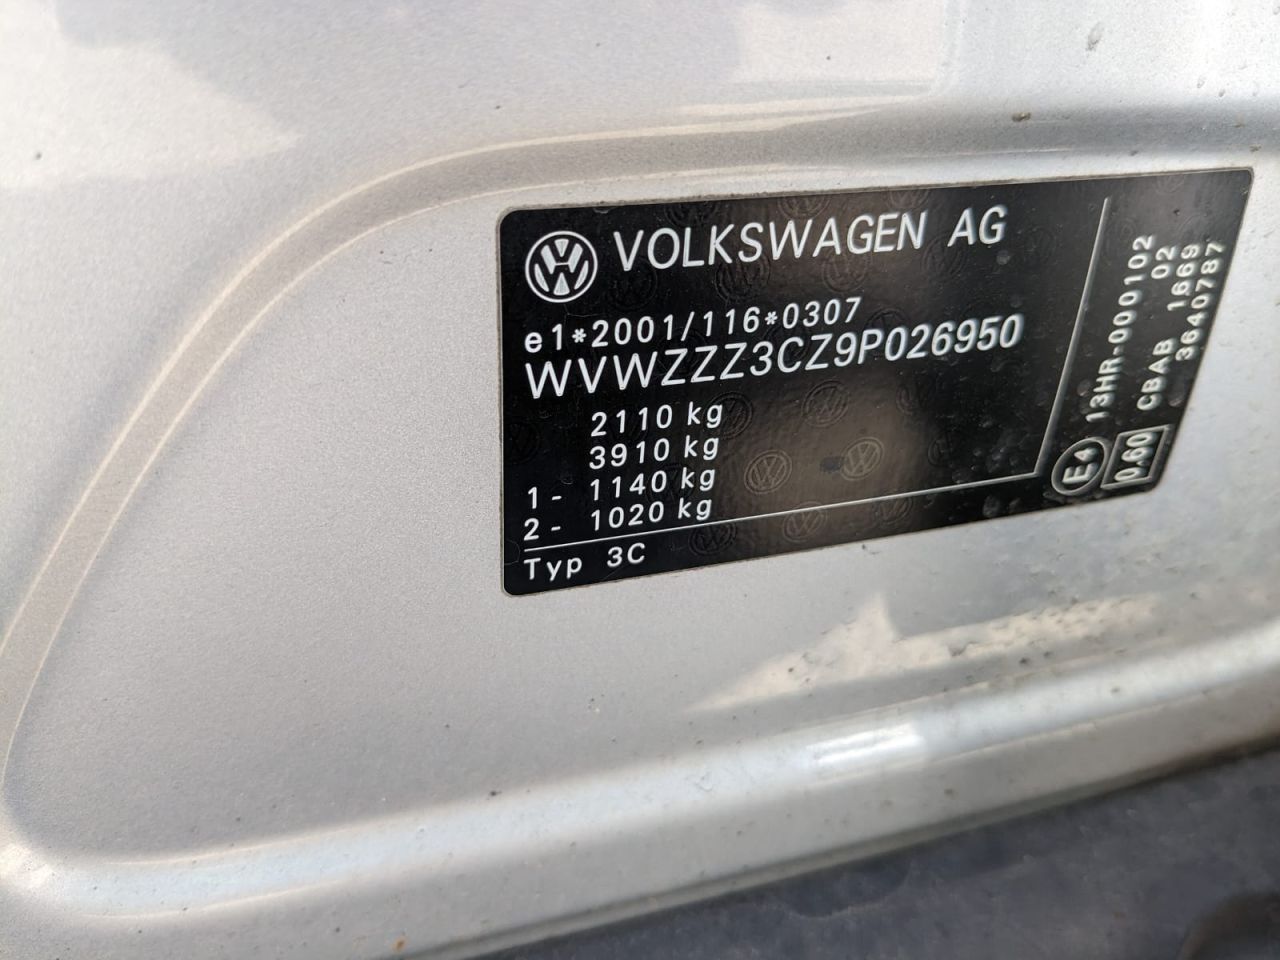 VOLKSWAGEN AG
e1*2001/116*0307
WVWZZZ3CZ9P026950
2110 kg
3910 kg
1- 1140 kg
2- 1020 kg
Typ 3C
E4 13HR-000102
0.60 CBAB 02
1669
3640787